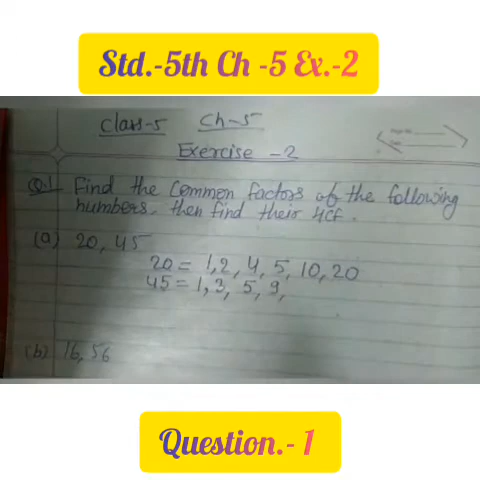 Std.-5th Ch -5 Ex.-2
Class-5 Ch-5
Exercise -2
Q.1 Find the Common factors of the following
numbers. then find their HCF.
(a) 20, 45
20 = 1, 2, 4, 5, 10, 20
45 = 1, 3, 5, 9,
(b) 16, 56
Question.- 1